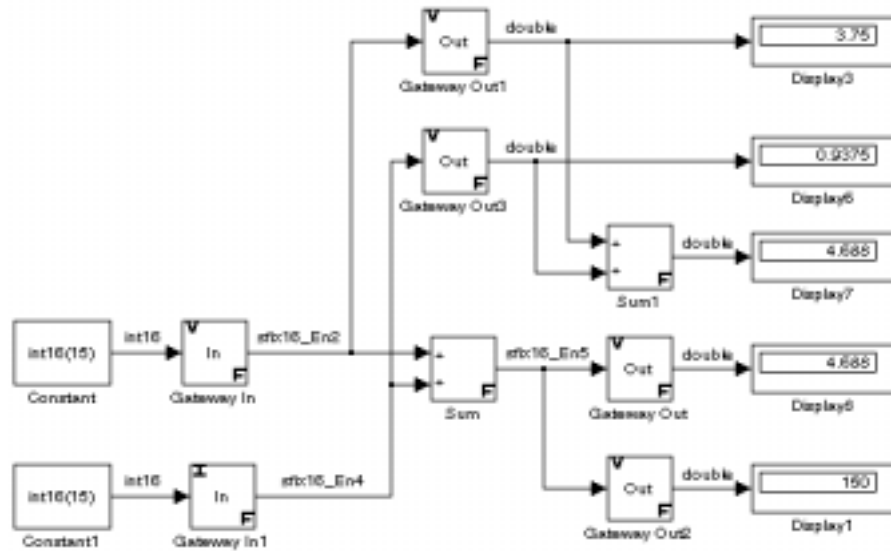 V
Out
F
Gateway Out1
double
3.75
Display3
V
Out
F
Gateway Out3
double
0.9375
Display6
+
+
F
Sum1
double
4.688
Display7
int16(15)
Constant
int16
V
In
F
Gateway In
sfix16_En2
+
+
F
Sum
sfix16_En5
V
Out
F
Gateway Out
double
4.688
Display6
int16(15)
Constant1
int16
I
In
F
Gateway In1
sfix16_En4
V
Out
F
Gateway Out2
double
150
Display1